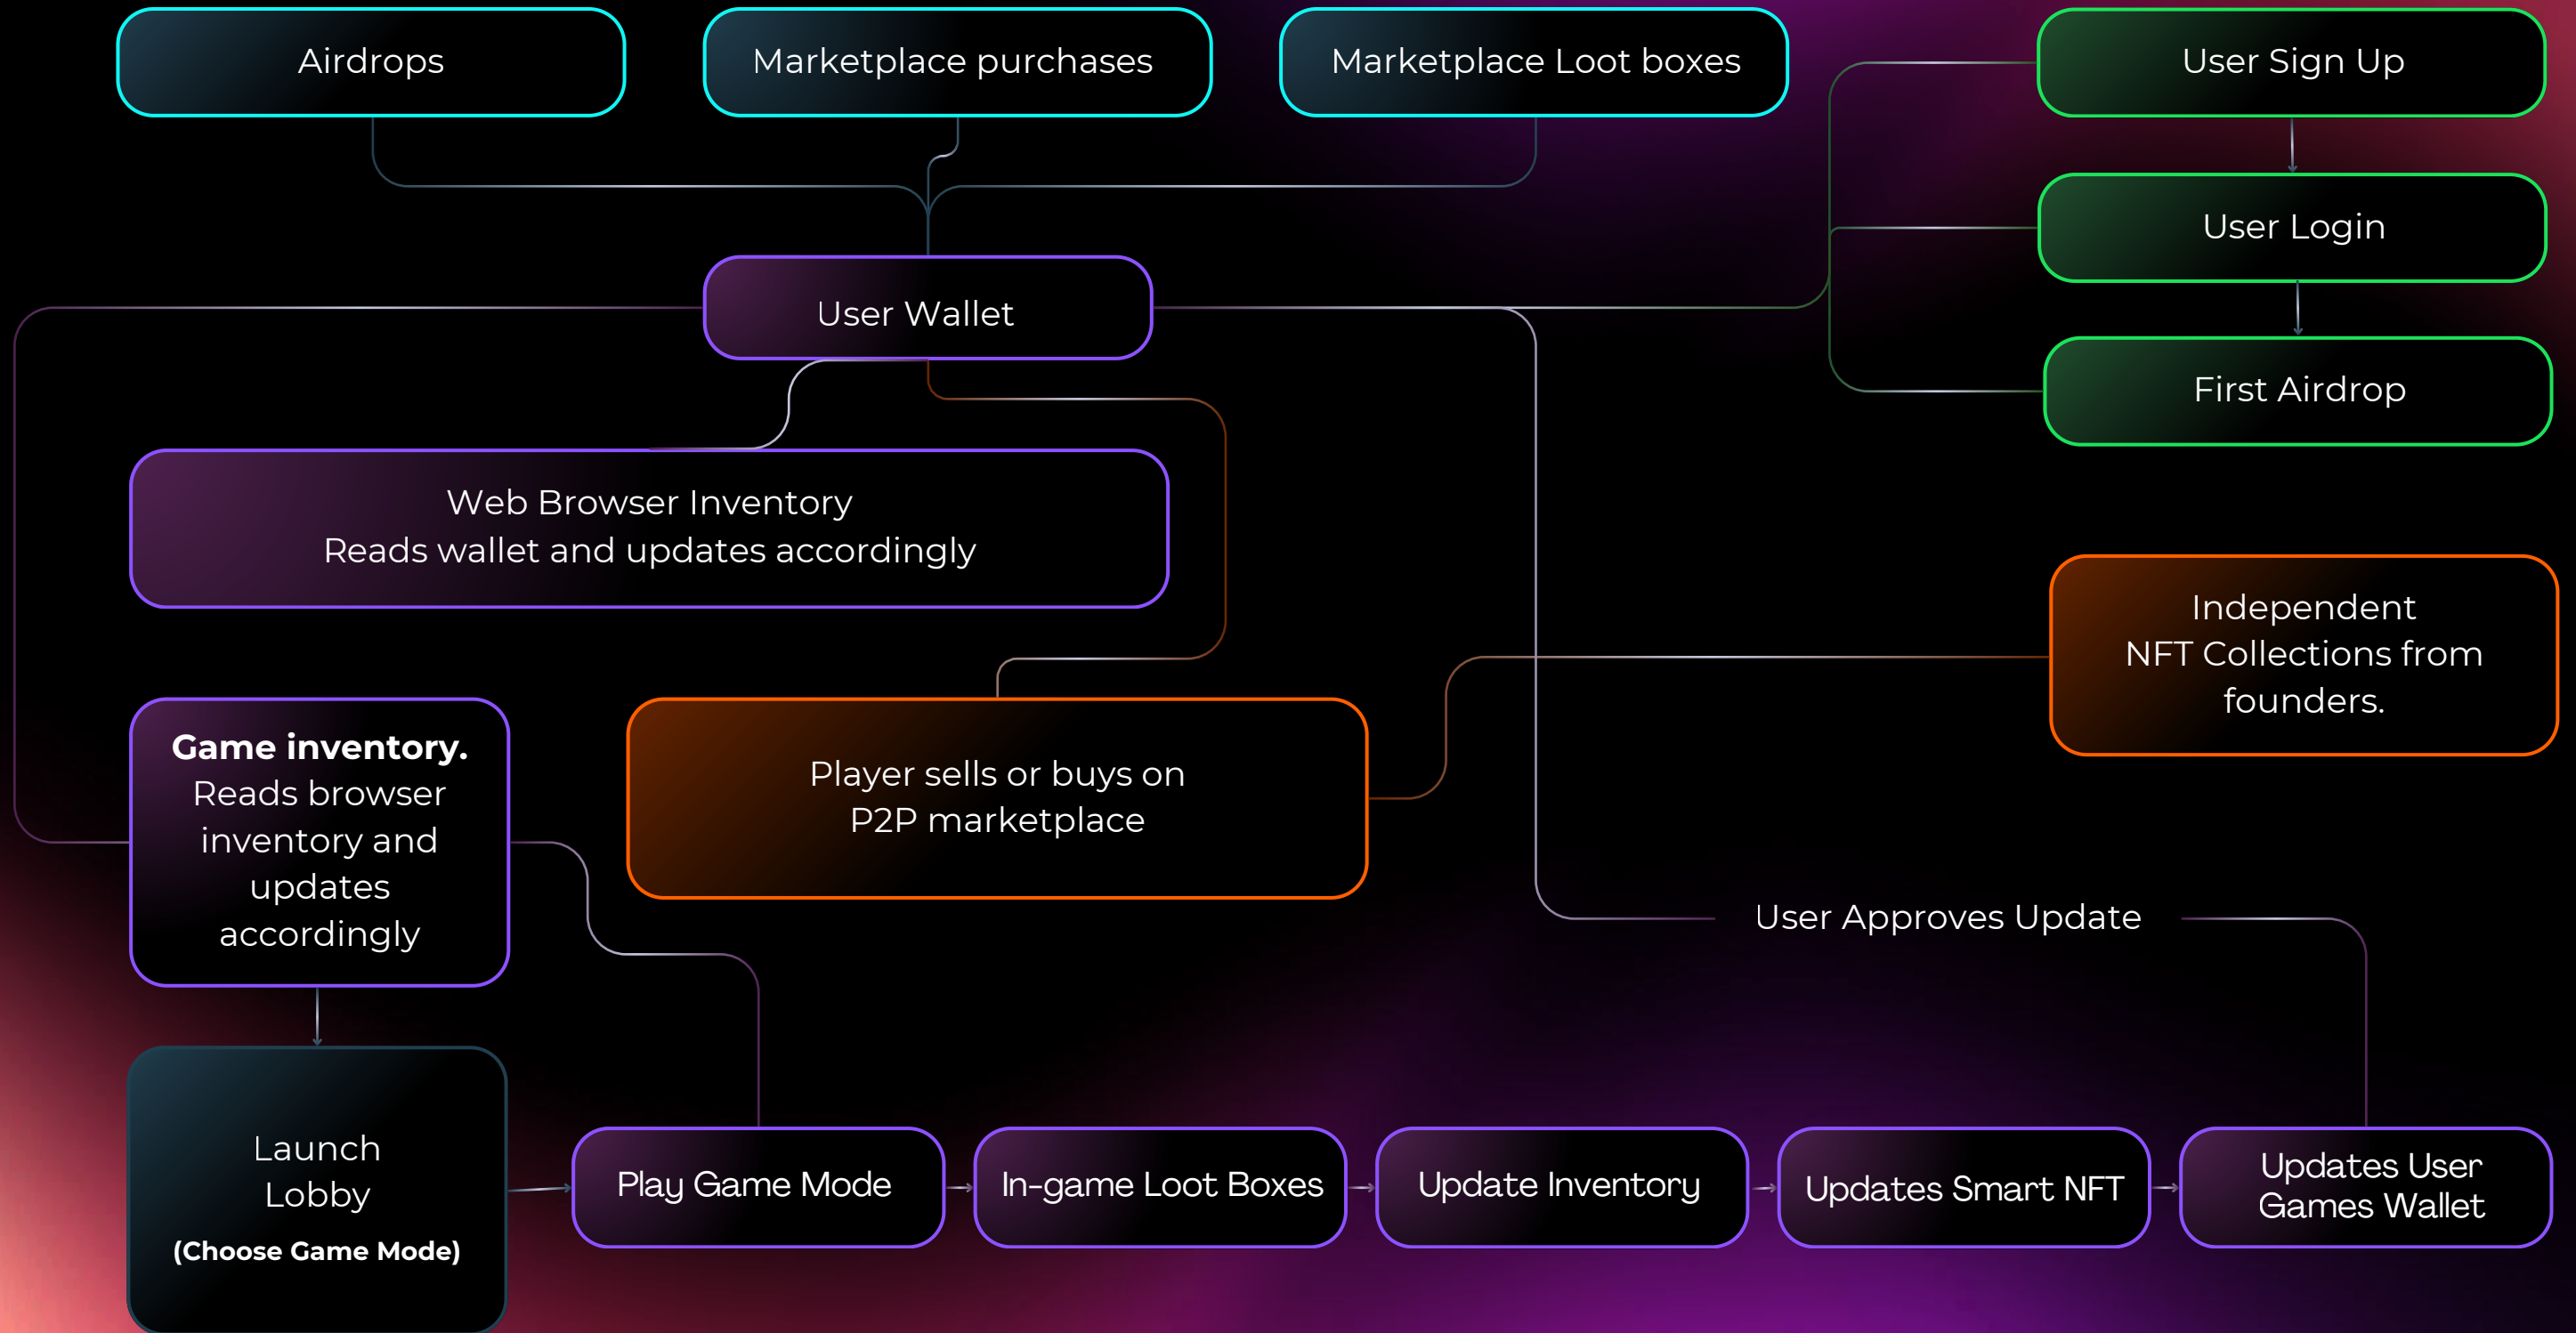 Airdrops
Marketplace purchases
Marketplace Loot boxes
User Sign Up
User Login
User Wallet
First Airdrop
Web Browser Inventory
Reads wallet and updates accordingly
Independent
NFT Collections from
founders.
Game inventory.
Reads browser
inventory and
updates
accordingly
Player sells or buys on
P2P marketplace
User Approves Update
Launch
Lobby
(Choose Game Mode)
Play Game Mode
In-game Loot Boxes
Update Inventory
Updates Smart NFT
Updates User
Games Wallet